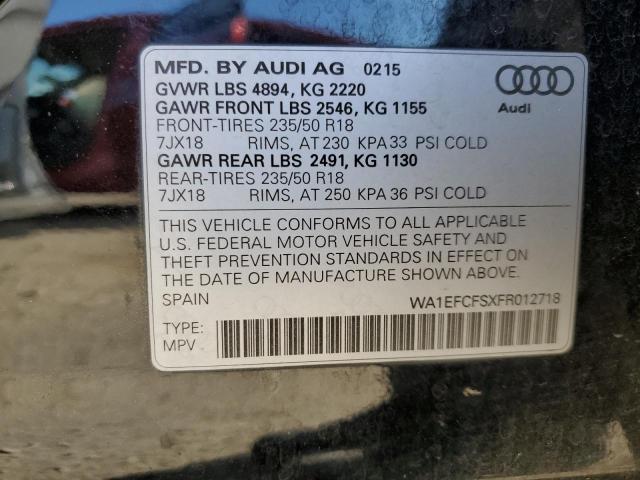 MFD. BY AUDI AG 0215
GVWR LBS 4894, KG 2220
GAWR FRONT LBS 2546, KG 1155
FRONT-TIRES 235/50 R18
7JX18 RIMS, AT 230 KPA 33 PSI COLD
GAWR REAR LBS 2491, KG 1130
REAR-TIRES 235/50 R18
7JX18 RIMS, AT 250 KPA 36 PSI COLD
Audi
THIS VEHICLE CONFORMS TO ALL APPLICABLE
U.S. FEDERAL MOTOR VEHICLE SAFETY AND
THEFT PREVENTION STANDARDS IN EFFECT ON
THE DATE OF MANUFACTURE SHOWN ABOVE.
SPAIN WA1EFCFSXFR012718
TYPE:
MPV